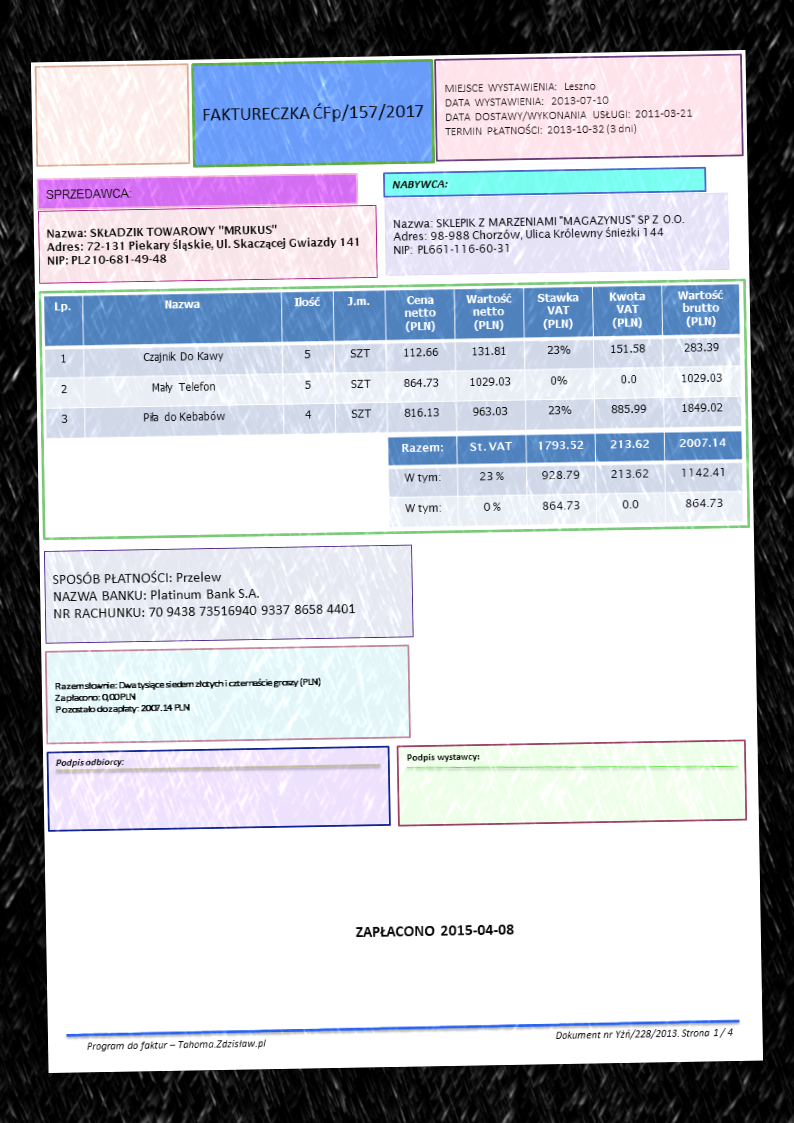 FAKTURECZKA ĆFp/157/2017
MIEJSCE WYSTAWIENIA: Leszno
DATA WYSTAWIENIA: 2013-07-10
DATA DOSTAWY/WYKONANIA USŁUGI: 2011-03-21
TERMIN PŁATNOŚCI: 2013-10-32 (3 dni)
SPRZEDAWCA:
Nazwa: SKŁADZIK TOWAROWY "MRUKUS"
Adres: 72-131 Piekary Śląskie, Ul. Skaczącej Gwiazdy 141
NIP: PL210-681-49-48
NABYWCA:
Nazwa: SKLEPIK Z MARZENIAMI "MAGAZYNUS" SP Z O.O.
Adres: 98-988 Chorzów, Ulica Królewny Śnieżki 144
NIP: PL661-116-60-31
Lp. Nazwa Ilość J.m. Cena netto (PLN) Wartość netto (PLN) Stawka VAT (PLN) Kwota VAT (PLN) Wartość brutto (PLN)
1 Czajnik Do Kawy 5 SZT 112.66 131.81 23% 151.58 283.39
2 Mały Telefon 5 SZT 864.73 1029.03 0% 0.0 1029.03
3 Piła do Kebabów 4 SZT 816.13 963.03 23% 885.99 1849.02
Razem: St. VAT 1793.52 213.62 2007.14
W tym: 23 % 928.79 213.62 1142.41
W tym: 0 % 864.73 0.0 864.73
SPOSÓB PŁATNOŚCI: Przelew
NAZWA BANKU: Platinum Bank S.A.
NR RACHUNKU: 70 9438 73516940 9337 8658 4401
Razem słownie: Dwa tysiące siedem złotych i czternaście groszy (PLN)
Zapłacono: 0,00 PLN
Pozostało do zapłaty: 2007.14 PLN
Podpis odbiorcy:
Podpis wystawcy:
ZAPŁACONO 2015-04-08
Program do faktur – Tahoma.Zdzisław.pl
Dokument nr Yżń/228/2013. Strona 1 / 4